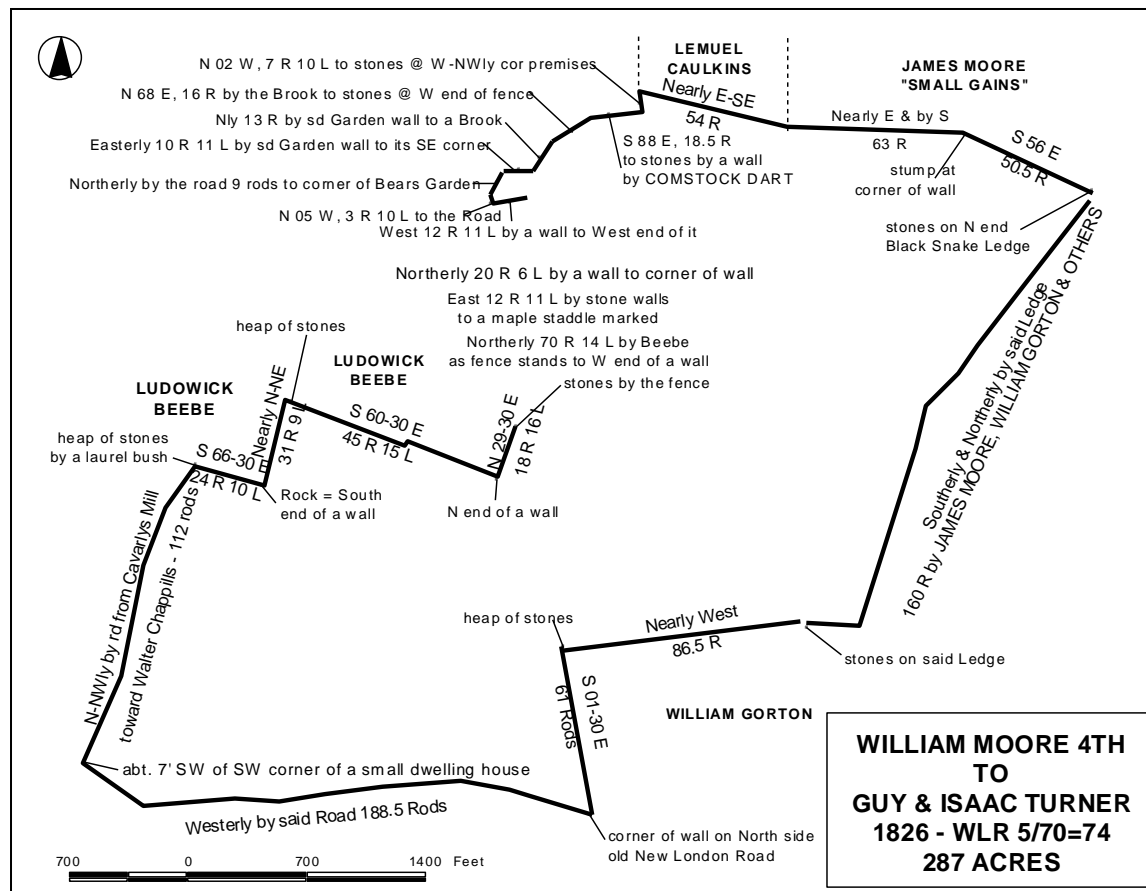 LEMUEL
CAULKINS
JAMES MOORE
"SMALL GAINS"
N 02 W, 7 R 10 L to stones @ W-NWly cor premises
N 68 E, 16 R by the Brook to stones @ W end of fence
Nly 13 R by sd Garden wall to a Brook
Easterly 10 R 11 L by sd Garden wall to its SE corner
Northerly by the road 9 rods to corner of Bears Garden
N 05 W, 3 R 10 L to the Road
West 12 R 11 L by a wall to West end of it
Nearly E-SE
54 R
S 88 E, 18.5 R
to stones by a wall
by COMSTOCK DART
Nearly E & by S
63 R
S 56 E
50.5 R
stump at
corner of wall
stones on N end
Black Snake Ledge
Northerly 20 R 6 L by a wall to corner of wall
East 12 R 11 L by stone walls
to a maple staddle marked
Northerly 70 R 14 L by Beebe
as fence stands to W end of a wall
stones by the fence
heap of stones
LUDOWICK
BEEBE
LUDOWICK
BEEBE
heap of stones
by a laurel bush
S 66-30 E
24 R 10 L
Nearly N-NE
31 R 9 L
S 60-30 E
45 R 15 L
N 29-30 E
18 R 16 L
Rock = South
end of a wall
N end of a wall
Southerly & Northerly by said Ledge
160 R by JAMES MOORE, WILLIAM GORTON & OTHERS
N-NWly by rd from Cavarlys Mill
toward Walter Chappills - 112 rods
heap of stones
Nearly West
86.5 R
stones on said Ledge
S 01-30 E
61 Rods
WILLIAM GORTON
abt. 7' SW of SW corner of a small dwelling house
Westerly by said Road 188.5 Rods
corner of wall on North side
old New London Road
WILLIAM MOORE 4TH
TO
GUY & ISAAC TURNER
1826 - WLR 5/70=74
287 ACRES
700 0 700 1400 Feet